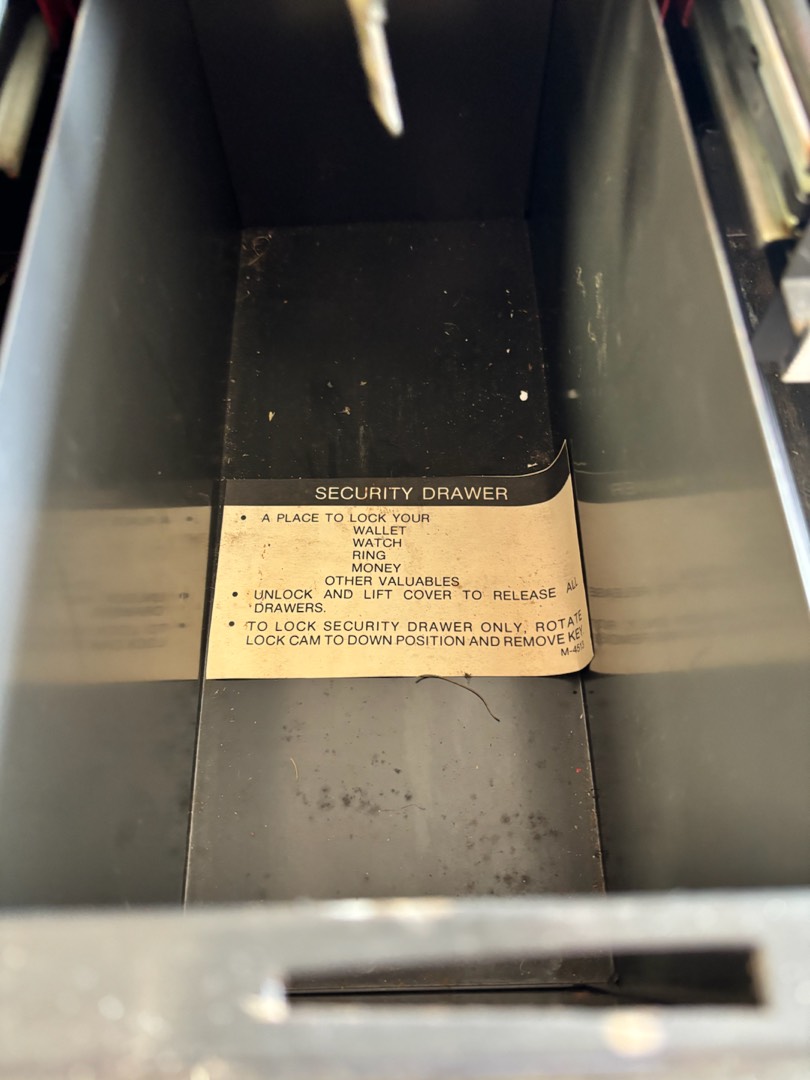 SECURITY DRAWER
• A PLACE TO LOCK YOUR
WALLET
WATCH
RING
MONEY
OTHER VALUABLES
• UNLOCK AND LIFT COVER TO RELEASE ALL
DRAWERS.
• TO LOCK SECURITY DRAWER ONLY, ROTATE
LOCK CAM TO DOWN POSITION AND REMOVE KEY